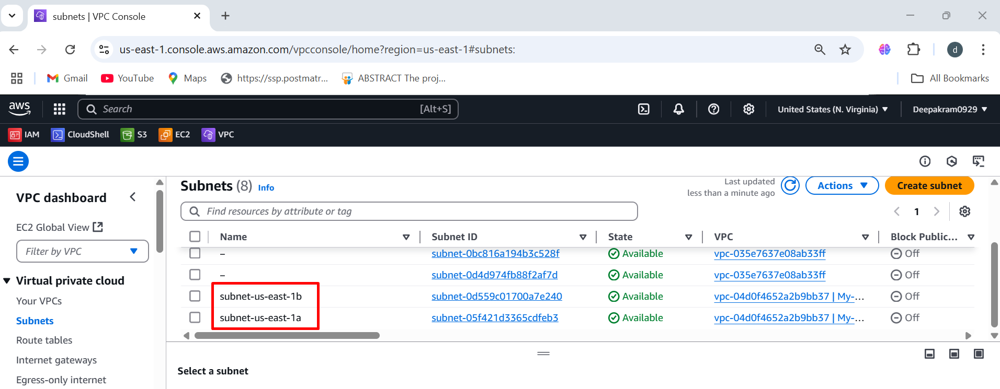 subnets | VPC Console
us-east-1.console.aws.amazon.com/vpcconsole/home?region=us-east-1#subnets:
d
Gmail YouTube Maps https://ssp.postmatr... ABSTRACT The proj... All Bookmarks
aws Search [Alt+S] United States (N. Virginia) Deepakram0929
IAM CloudShell S3 EC2 VPC
VPC dashboard
EC2 Global View
Filter by VPC
Virtual private cloud
Your VPCs
Subnets
Route tables
Internet gateways
Egress-only internet
Subnets (8) Info
Last updated
less than a minute ago
Actions
Create subnet
Find resources by attribute or tag
1
Name Subnet ID State VPC Block Public...
– subnet-0bc816a194b3c528f Available vpc-035e7637e08ab33ff Off
– subnet-0d4d974fb88f2af7d Available vpc-035e7637e08ab33ff Off
subnet-us-east-1b subnet-0d559c01700a7e240 Available vpc-04d0f4652a2b9bb37 | My-... Off
subnet-us-east-1a subnet-05f421d3365cdfeb3 Available vpc-04d0f4652a2b9bb37 | My-... Off
Select a subnet